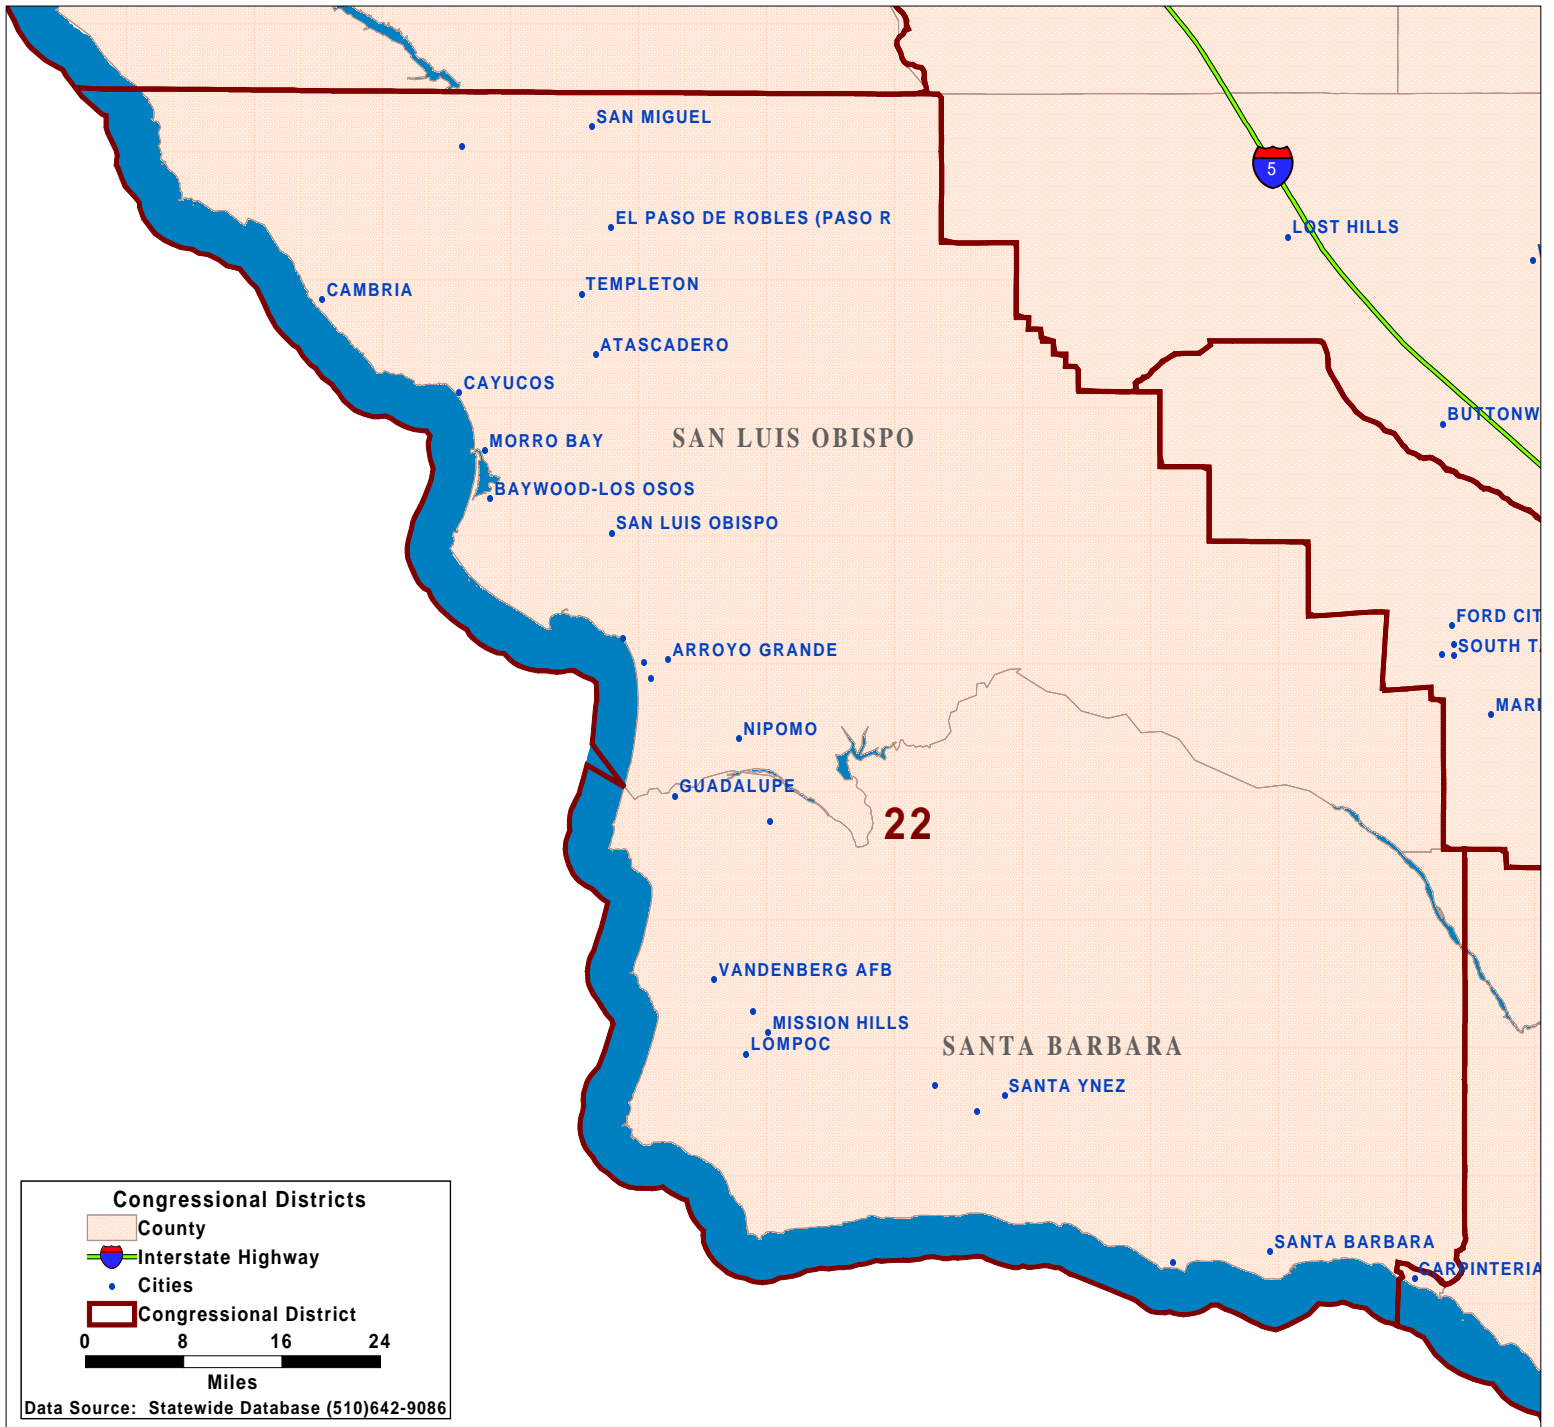 SAN MIGUEL
5
EL PASO DE ROBLES (PASO R
LOST HILLS
CAMBRIA
TEMPLETON
ATASCADERO
CAYUCOS
BUTTONW
SAN LUIS OBISPO
MORRO BAY
BAYWOOD-LOS OSOS
SAN LUIS OBISPO
FORD CIT
SOUTH TA
ARROYO GRANDE
MARI
NIPOMO
GUADALUPE
22
VANDENBERG AFB
MISSION HILLS
LOMPOC
SANTA BARBARA
SANTA YNEZ
SANTA BARBARA
CARPINTERIA
Congressional Districts
County
Interstate Highway
Cities
Congressional District
0 8 16 24
Miles
Data Source: Statewide Database (510)642-9086